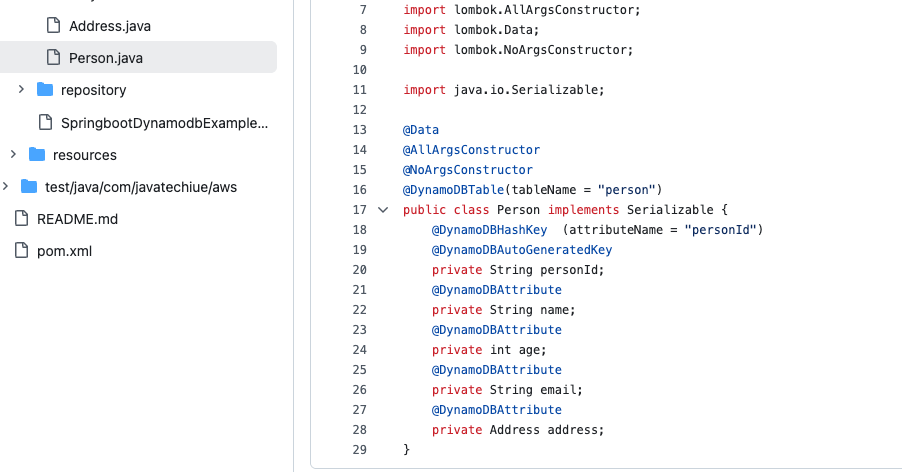 Address.java
Person.java
repository
SpringbootDynamodbExample...
resources
test/java/com/javatechiue/aws
README.md
pom.xml
7 import lombok.AllArgsConstructor;
8 import lombok.Data;
9 import lombok.NoArgsConstructor;
10
11 import java.io.Serializable;
12
13 @Data
14 @AllArgsConstructor
15 @NoArgsConstructor
16 @DynamoDBTable(tableName = "person")
17 public class Person implements Serializable {
18     @DynamoDBHashKey  (attributeName = "personId")
19     @DynamoDBAutoGeneratedKey
20     private String personId;
21     @DynamoDBAttribute
22     private String name;
23     @DynamoDBAttribute
24     private int age;
25     @DynamoDBAttribute
26     private String email;
27     @DynamoDBAttribute
28     private Address address;
29 }